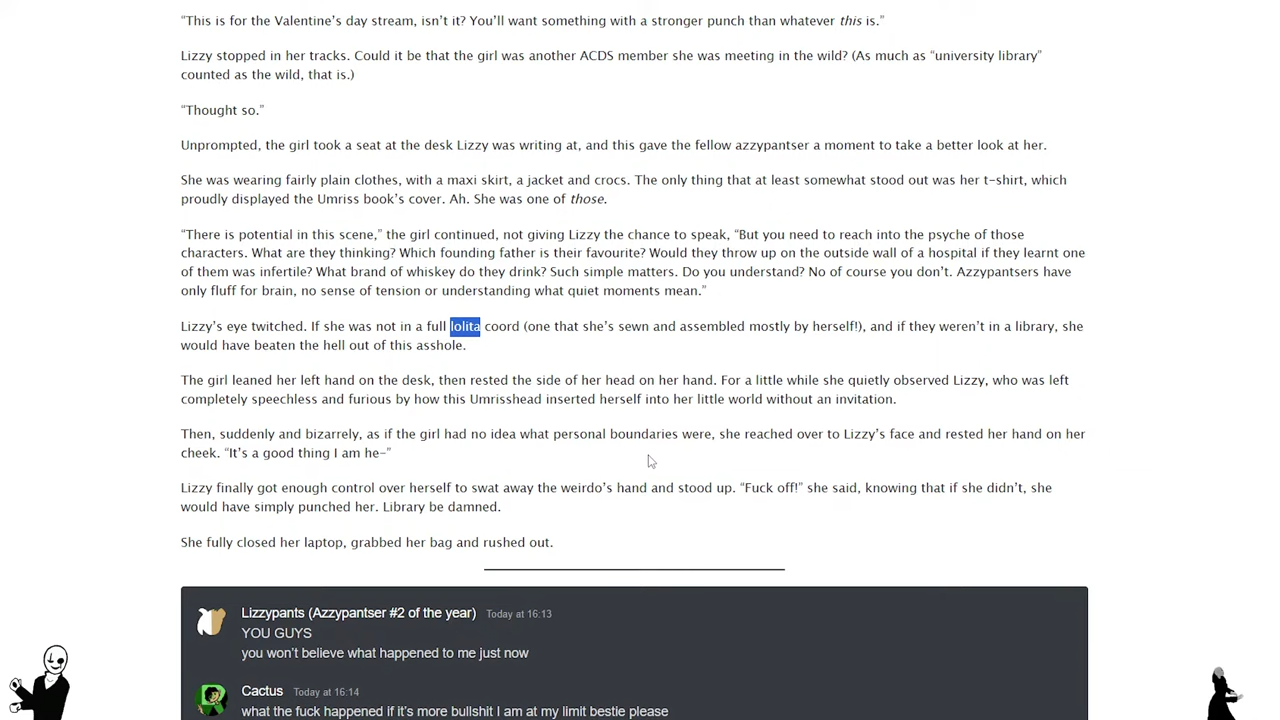 “This is for the Valentine’s day stream, isn’t it? You’ll want something with a stronger punch than whatever this is.”
Lizzy stopped in her tracks. Could it be that the girl was another ACDS member she was meeting in the wild? (As much as “university library”
counted as the wild, that is.)
“Thought so.”
Unprompted, the girl took a seat at the desk Lizzy was writing at, and this gave the fellow azzypantser a moment to take a better look at her.
She was wearing fairly plain clothes, with a maxi skirt, a jacket and crocs. The only thing that at least somewhat stood out was her t-shirt, which
proudly displayed the Umriss book’s cover. Ah. She was one of those.
“There is potential in this scene,” the girl continued, not giving Lizzy the chance to speak, “But you need to reach into the psyche of those
characters. What are they thinking? Which founding father is their favourite? Would they throw up on the outside wall of a hospital if they learnt one
of them was infertile? What brand of whiskey do they drink? Such simple matters. Do you understand? No of course you don’t. Azzypantsers have
only fluff for brain, no sense of tension or understanding what quiet moments mean.”
Lizzy’s eye twitched. If she was not in a full lolita coord (one that she’s sewn and assembled mostly by herself!), and if they weren’t in a library, she
would have beaten the hell out of this asshole.
The girl leaned her left hand on the desk, then rested the side of her head on her hand. For a little while she quietly observed Lizzy, who was left
completely speechless and furious by how this Umrisshead inserted herself into her little world without an invitation.
Then, suddenly and bizarrely, as if the girl had no idea what personal boundaries were, she reached over to Lizzy’s face and rested her hand on her
cheek. “It’s a good thing I am he–”
Lizzy finally got enough control over herself to swat away the weirdo’s hand and stood up. “Fuck off!” she said, knowing that if she didn’t, she
would have simply punched her. Library be damned.
She fully closed her laptop, grabbed her bag and rushed out.
Lizzypants (Azzypantser #2 of the year) Today at 16:13
YOU GUYS
you won’t believe what happened to me just now
Cactus Today at 16:14
what the fuck happened if it’s more bullshit I am at my limit bestie please